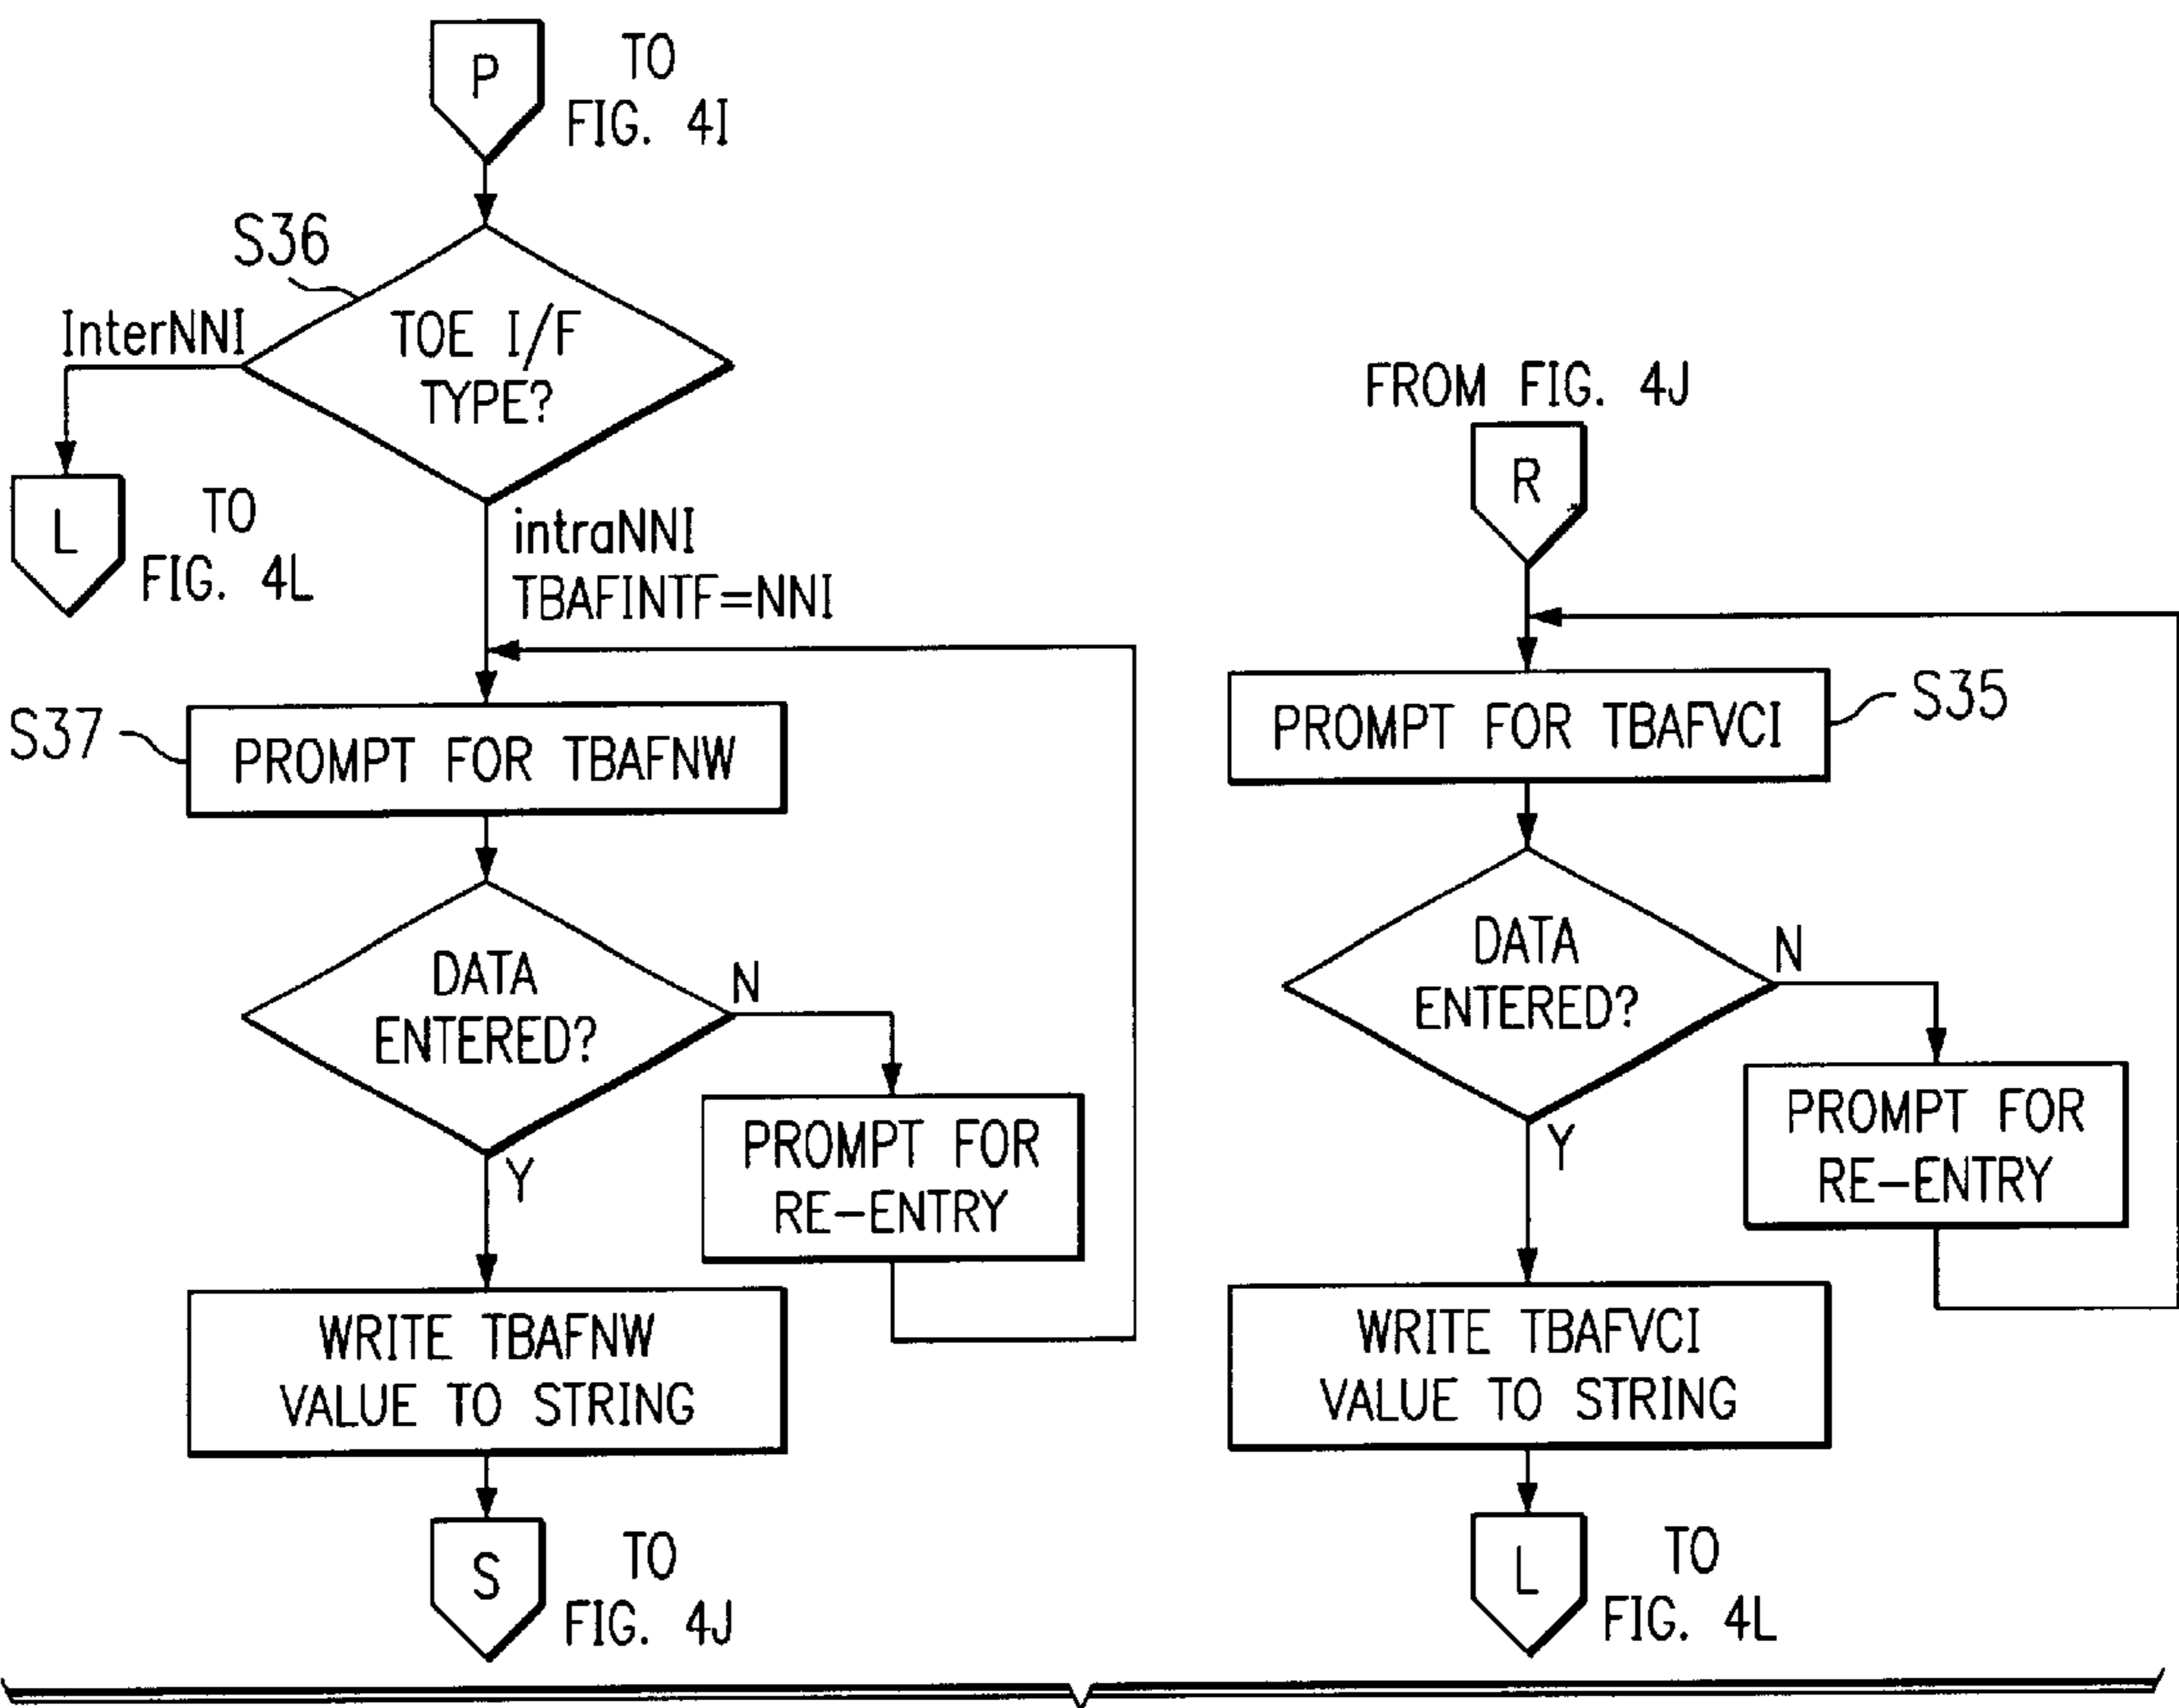 P
TO
FIG. 4I
S36
InterNNI
TOE I/F
TYPE?
L
TO
FIG. 4L
intraNNI
TBAFINTF=NNI
S37
PROMPT FOR TBAFNW
DATA
ENTERED?
N
Y
PROMPT FOR
RE-ENTRY
WRITE TBAFNW
VALUE TO STRING
S
TO
FIG. 4J
FROM FIG. 4J
R
PROMPT FOR TBAFVCI
S35
DATA
ENTERED?
N
Y
PROMPT FOR
RE-ENTRY
WRITE TBAFVCI
VALUE TO STRING
L
TO
FIG. 4L